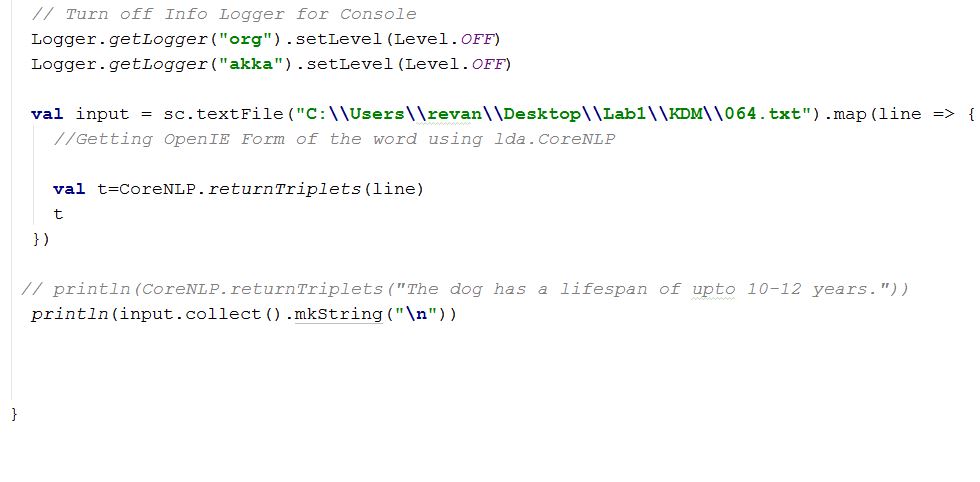 // Turn off Info Logger for Console
Logger.getLogger("org").setLevel(Level.OFF)
Logger.getLogger("akka").setLevel(Level.OFF)
val input = sc.textFile("C:\\Users\\revan\\Desktop\\Lab1\\KDM\\064.txt").map(line => {
//Getting OpenIE Form of the word using lda.CoreNLP
val t=CoreNLP.returnTriplets(line)
t
})
// println(CoreNLP.returnTriplets("The dog has a lifespan of upto 10-12 years."))
println(input.collect().mkString("\n"))
}